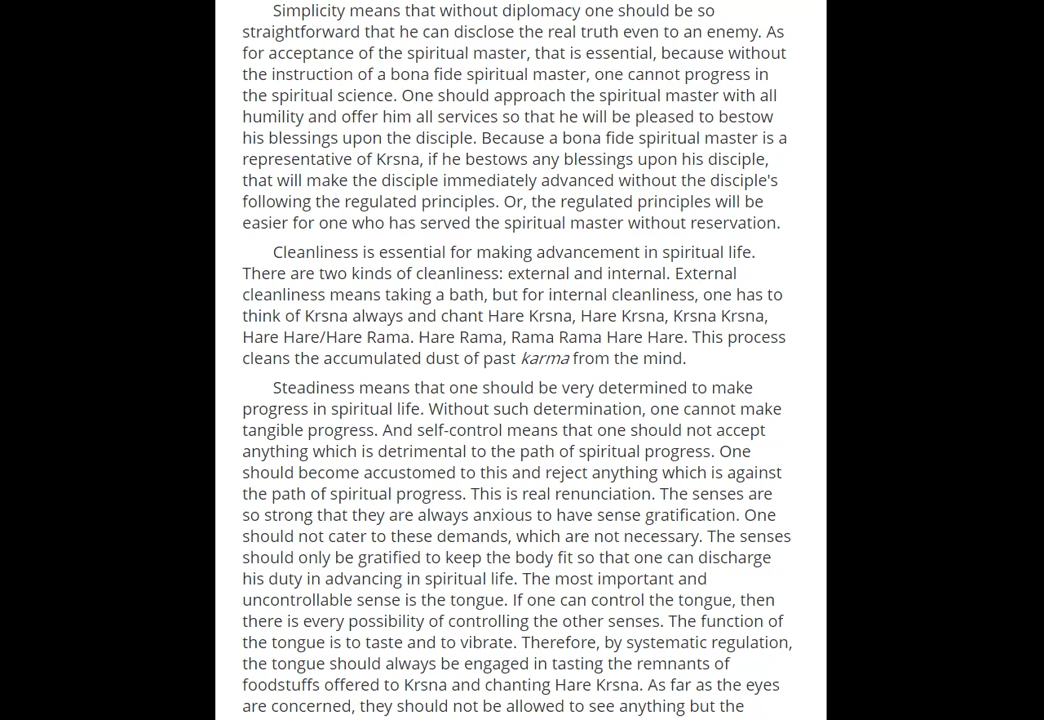 Simplicity means that without diplomacy one should be so
straightforward that he can disclose the real truth even to an enemy. As
for acceptance of the spiritual master, that is essential, because without
the instruction of a bona fide spiritual master, one cannot progress in
the spiritual science. One should approach the spiritual master with all
humility and offer him all services so that he will be pleased to bestow
his blessings upon the disciple. Because a bona fide spiritual master is a
representative of Krsna, if he bestows any blessings upon his disciple,
that will make the disciple immediately advanced without the disciple's
following the regulated principles. Or, the regulated principles will be
easier for one who has served the spiritual master without reservation.
Cleanliness is essential for making advancement in spiritual life.
There are two kinds of cleanliness: external and internal. External
cleanliness means taking a bath, but for internal cleanliness, one has to
think of Krsna always and chant Hare Krsna, Hare Krsna, Krsna Krsna,
Hare Hare/Hare Rama. Hare Rama, Rama Rama Hare Hare. This process
cleans the accumulated dust of past karma from the mind.
Steadiness means that one should be very determined to make
progress in spiritual life. Without such determination, one cannot make
tangible progress. And self-control means that one should not accept
anything which is detrimental to the path of spiritual progress. One
should become accustomed to this and reject anything which is against
the path of spiritual progress. This is real renunciation. The senses are
so strong that they are always anxious to have sense gratification. One
should not cater to these demands, which are not necessary. The senses
should only be gratified to keep the body fit so that one can discharge
his duty in advancing in spiritual life. The most important and
uncontrollable sense is the tongue. If one can control the tongue, then
there is every possibility of controlling the other senses. The function of
the tongue is to taste and to vibrate. Therefore, by systematic regulation,
the tongue should always be engaged in tasting the remnants of
foodstuffs offered to Krsna and chanting Hare Krsna. As far as the eyes
are concerned, they should not be allowed to see anything but the